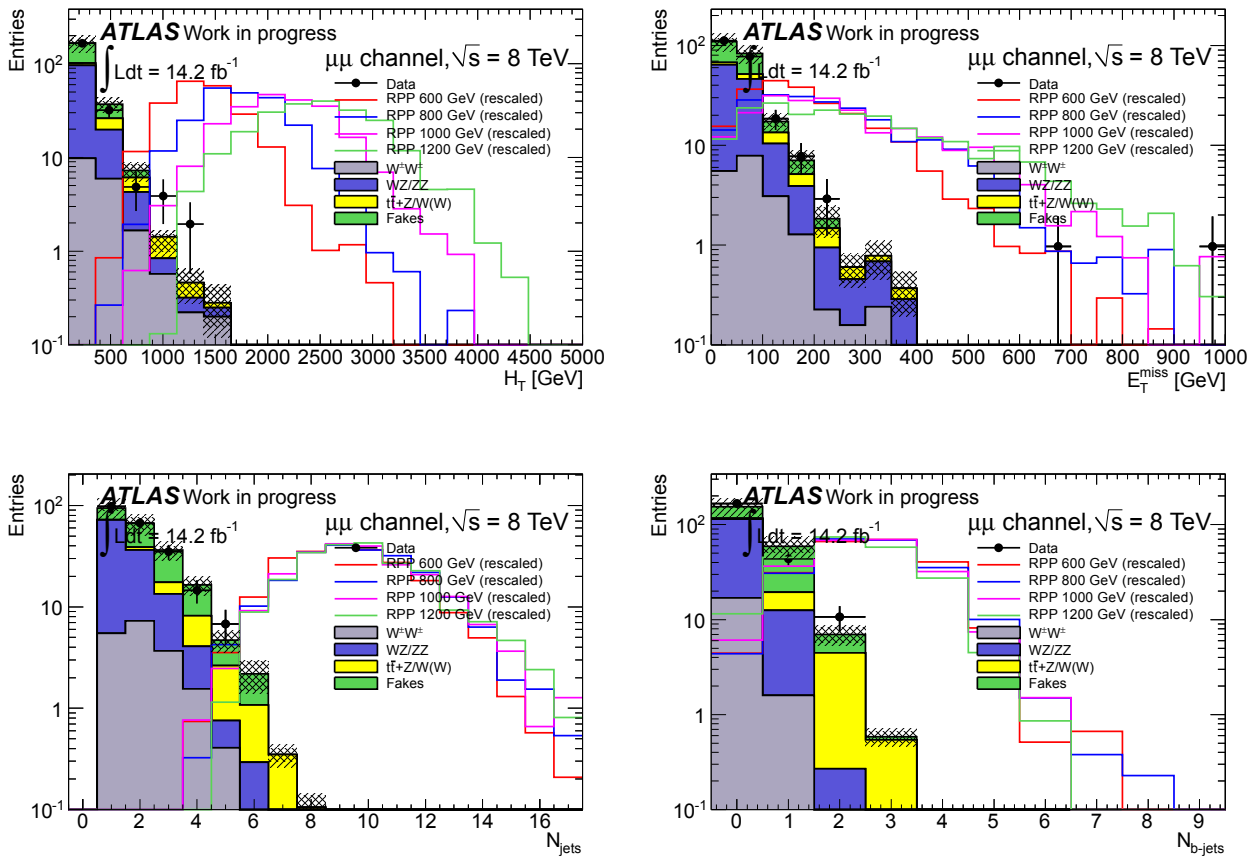 Entries
ATLAS Work in progress
∫ Ldt = 14.2 fb⁻¹
μμ channel, √s = 8 TeV
Data
RPP 600 GeV (rescaled)
RPP 800 GeV (rescaled)
RPP 1000 GeV (rescaled)
RPP 1200 GeV (rescaled)
W±W±
WZ/ZZ
tt̄+Z/W(W)
Fakes
10²
10
1
10⁻¹
500 1000 1500 2000 2500 3000 3500 4000 4500 5000
H_T [GeV]
Entries
ATLAS Work in progress
∫ Ldt = 14.2 fb⁻¹
μμ channel, √s = 8 TeV
Data
RPP 600 GeV (rescaled)
RPP 800 GeV (rescaled)
RPP 1000 GeV (rescaled)
RPP 1200 GeV (rescaled)
W±W±
WZ/ZZ
tt̄+Z/W(W)
Fakes
10²
10
1
10⁻¹
0 100 200 300 400 500 600 700 800 900 1000
E_T^miss [GeV]
Entries
ATLAS Work in progress
∫ Ldt = 14.2 fb⁻¹
μμ channel, √s = 8 TeV
Data
RPP 600 GeV (rescaled)
RPP 800 GeV (rescaled)
RPP 1000 GeV (rescaled)
RPP 1200 GeV (rescaled)
W±W±
WZ/ZZ
tt̄+Z/W(W)
Fakes
10²
10
1
10⁻¹
0 2 4 6 8 10 12 14 16
N_jets
Entries
ATLAS Work in progress
∫ Ldt = 14.2 fb⁻¹
μμ channel, √s = 8 TeV
Data
RPP 600 GeV (rescaled)
RPP 800 GeV (rescaled)
RPP 1000 GeV (rescaled)
RPP 1200 GeV (rescaled)
W±W±
WZ/ZZ
tt̄+Z/W(W)
Fakes
10²
10
1
10⁻¹
0 1 2 3 4 5 6 7 8 9
N_b-jets